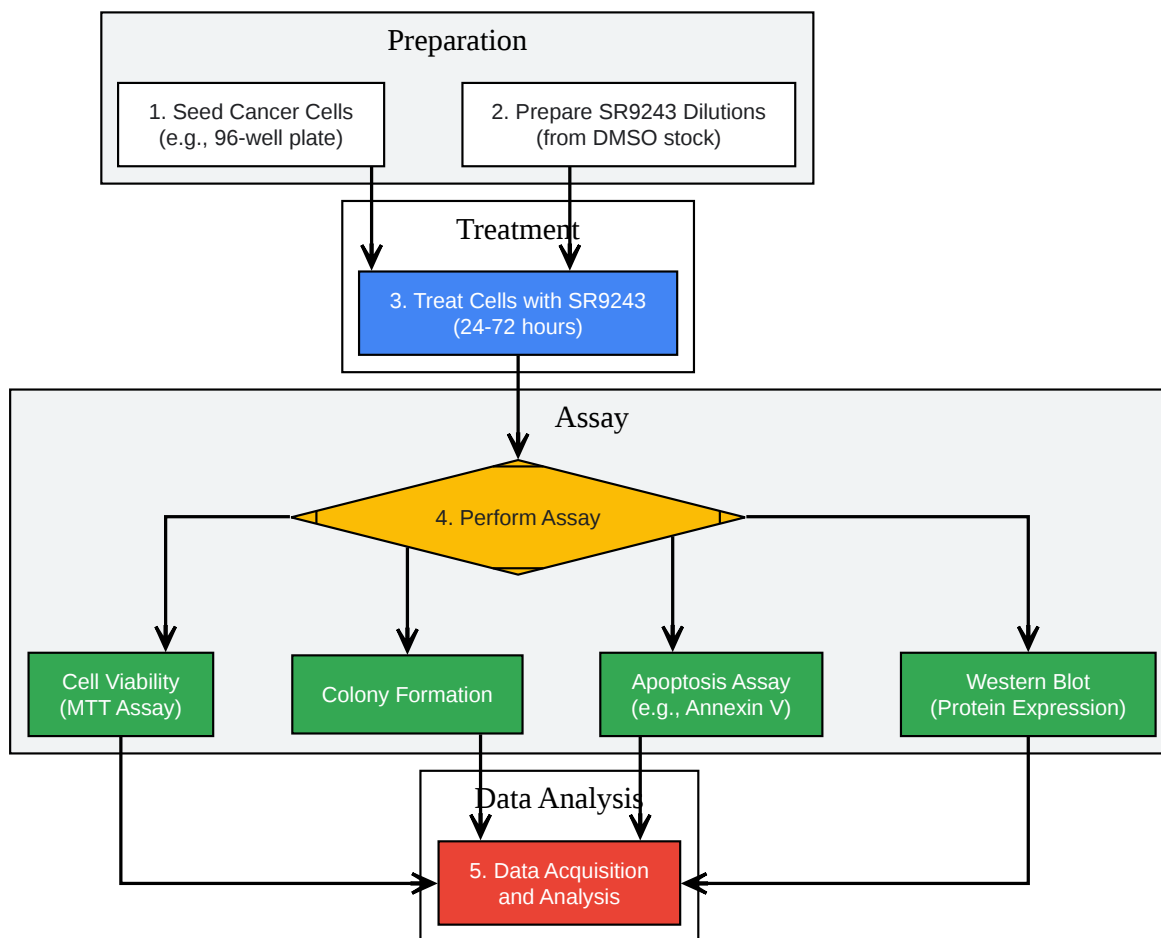 Preparation
1. Seed Cancer Cells
(e.g., 96-well plate)
2. Prepare SR9243 Dilutions
(from DMSO stock)
Treatment
3. Treat Cells with SR9243
(24-72 hours)
Assay
4. Perform Assay
Cell Viability
(MTT Assay)
Colony Formation
Apoptosis Assay
(e.g., Annexin V)
Western Blot
(Protein Expression)
Data Analysis
5. Data Acquisition
and Analysis